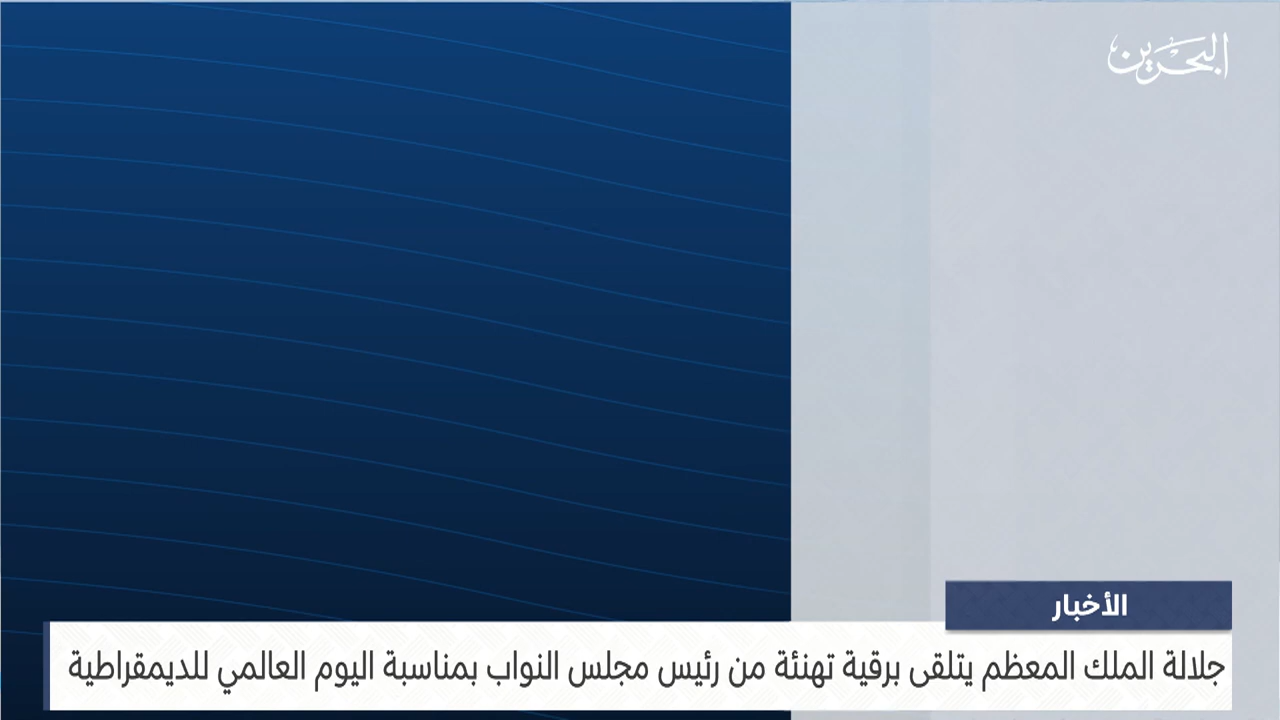 البحرين
الأخبار
جلالة الملك المعظم يتلقى برقية تهنئة من رئيس مجلس النواب بمناسبة اليوم العالمي للديمقراطية